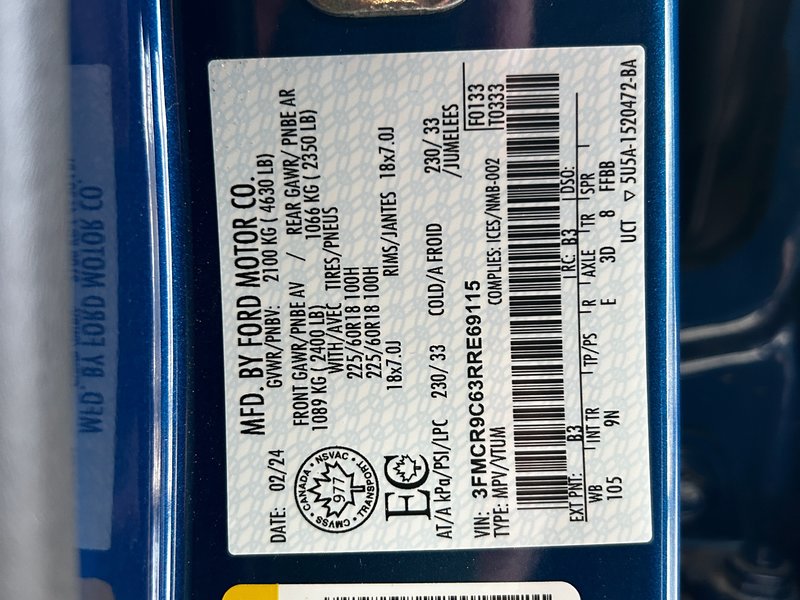 MFD. BY FORD MOTOR CO.
DATE: 02/24
GVWR/PNBV: 2100 KG ( 4630 LB)
FRONT GAWR/PNBE AV / REAR GAWR/ PNBE AR
1089 KG ( 2400 LB) 1066 KG ( 2350 LB)
WITH/AVEC TIRES/PNEUS
225/60R18 100H
225/60R18 100H
RIMS/JANTES 18x7.0J
18x7.0J
CANADA • NSVAC • TRANSPORT • CMVSS •
977
EC
AT/A kPa/PSI/LPC 230/ 33 COLD/A FROID 230/ 33
/JUMELEES
VIN: 3FMCR9C63RRE69115
F0133
T0333
TYPE: MPV/VTUM COMPLIES: ICES/NMB-002
EXT PNT: B3 RC: B3 DSO:
WB INT TR TP/PS R AXLE TR SPR
105 9N E 3D 8 FFBB
UCT ▽ 5U5A-1520472-BA